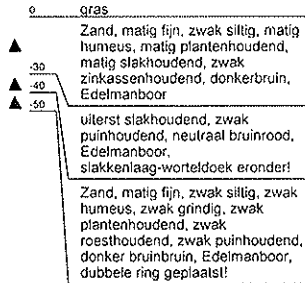 0 gras
Zand, matig fijn, zwak siltig, matig
humeus, matig plantenhoudend,
matig slakhoudend, zwak
-30 zinkassenhoudend, donkerbruin,
-40 Edelmanboor
-50
uiterst slakhoudend, zwak
puinhoudend, neutraal bruinrood,
Edelmanboor,
slakkenlaag-worteldoek eronder!
Zand, matig fijn, zwak siltig, zwak
humeus, zwak grindig, zwak
plantenhoudend, zwak
roesthoudend, zwak puinhoudend,
donker bruinbruin, Edelmanboor,
dubbele ring geplaatst!